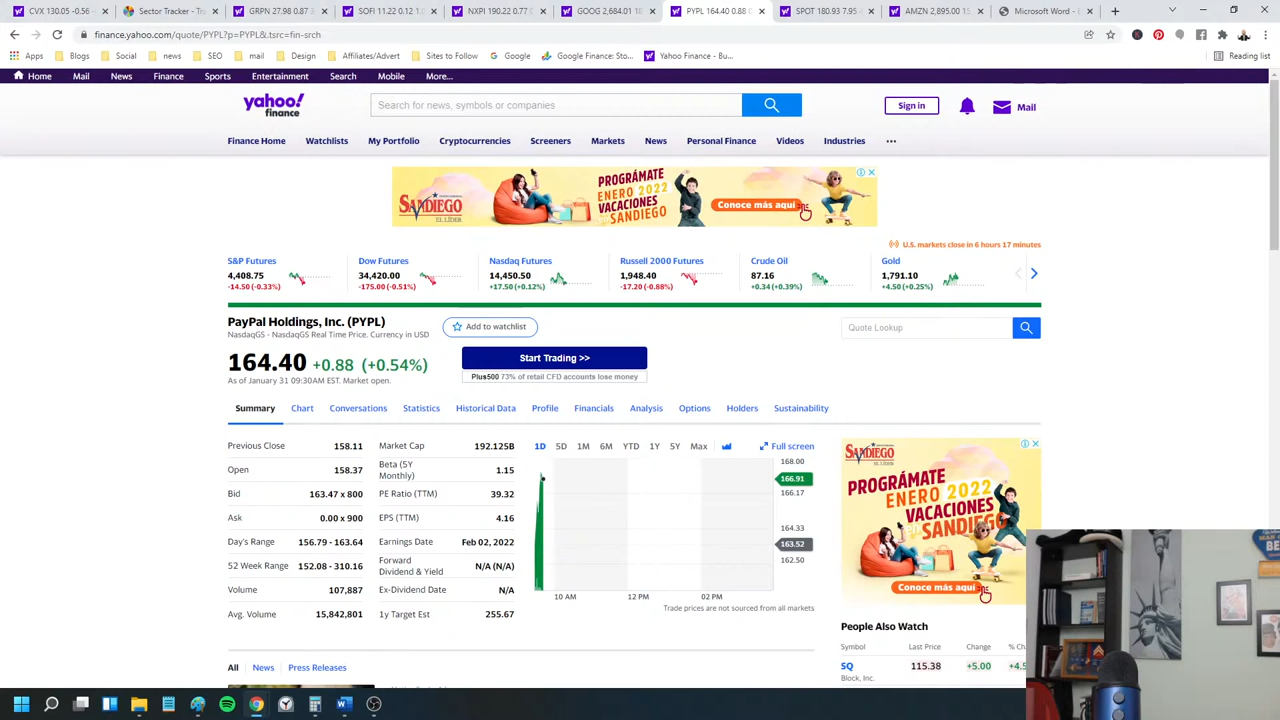 CVX 130.05 -0.56
Sector Tracker - Tra
GRPN 27.98 0.87
SOFI 11.22 0.12 1.0
NXPI 190.22 0.77 0
GOOG 2,684.01 18
PYPL 164.40 0.88 0
SPOT 180.93 7.95 4
AMZN 2,895.00 1.5
Microsoft Word -
finance.yahoo.com/quote/PYPL?p=PYPL&.tsrc=fin-srch
Apps
Blogs
Social
news
SEO
mail
Design
Affiliates/Advert
Sites to Follow
Google
Google Finance: Sto...
Yahoo Finance - Bu...
Reading list
Home
Mail
News
Finance
Sports
Entertainment
Search
Mobile
More...
yahoo!
finance
Search for news, symbols or companies
Sign in
Mail
Finance Home
Watchlists
My Portfolio
Cryptocurrencies
Screeners
Markets
News
Personal Finance
Videos
Industries
SANDIEGO
EL LÍDER
PROGRÁMATE
ENERO 2022
VACACIONES
EN SANDIEGO
Conoce más aquí
U.S. markets close in 6 hours 17 minutes
S&P Futures
4,408.75
-14.50 (-0.33%)
Dow Futures
34,420.00
-175.00 (-0.51%)
Nasdaq Futures
14,450.50
+17.50 (+0.12%)
Russell 2000 Futures
1,948.40
-17.20 (-0.88%)
Crude Oil
87.16
+0.34 (+0.39%)
Gold
1,791.10
+4.50 (+0.25%)
PayPal Holdings, Inc. (PYPL)
NasdaqGS - NasdaqGS Real Time Price. Currency in USD
Add to watchlist
Quote Lookup
164.40 +0.88 (+0.54%)
As of January 31 09:30AM EST. Market open.
Start Trading >>
Plus500 73% of retail CFD accounts lose money
Summary
Chart
Conversations
Statistics
Historical Data
Profile
Financials
Analysis
Options
Holders
Sustainability
Previous Close 158.11
Open 158.37
Bid 163.47 x 800
Ask 0.00 x 900
Day's Range 156.79 - 163.64
52 Week Range 152.08 - 310.16
Volume 107,887
Avg. Volume 15,842,801
Market Cap 192.125B
Beta (5Y
Monthly) 1.15
PE Ratio (TTM) 39.32
EPS (TTM) 4.16
Earnings Date Feb 02, 2022
Forward
Dividend & Yield N/A (N/A)
Ex-Dividend Date N/A
1y Target Est 255.67
1D 5D 1M 6M YTD 1Y 5Y Max
Full screen
168.00
166.91
166.17
164.33
163.52
162.50
10 AM
12 PM
02 PM
Trade prices are not sourced from all markets
SANDIEGO
PROGRÁMATE
ENERO 2022
VACACIONES
EN SANDIEGO
Conoce más aquí
People Also Watch
Symbol Last Price Change % Ch
SQ 115.38 +5.00 +4.5
Block, Inc.
All
News
Press Releases